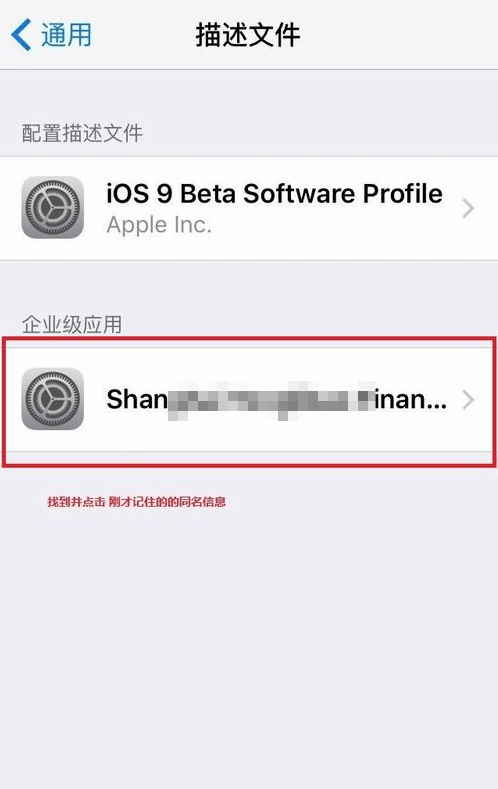 通用
描述文件
配置描述文件
iOS 9 Beta Software Profile
Apple Inc.
企业级应用
Shan inan...
找到并点击 刚才记住的的同名信息